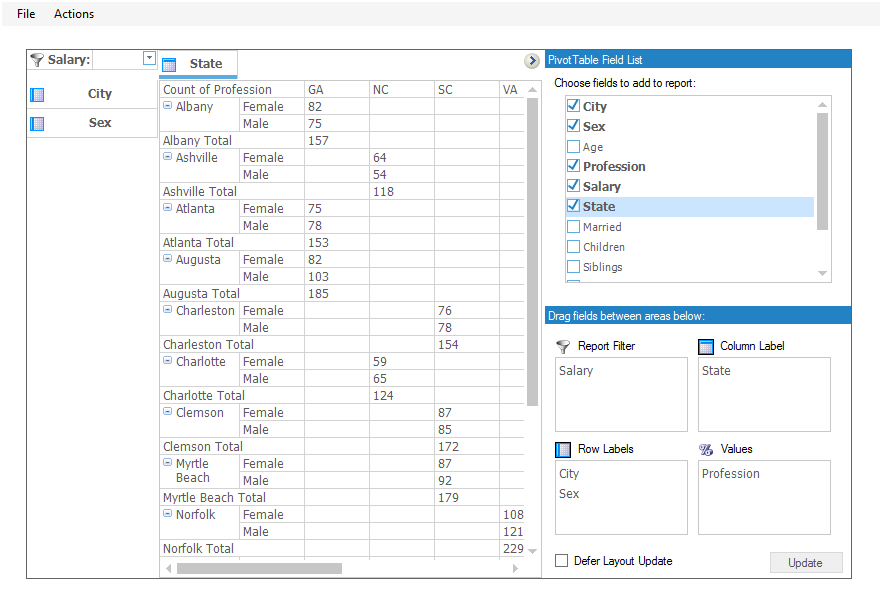 File Actions
Salary:
City
Sex
State
Count of Profession GA NC SC VA
Albany Female 82
Male 75
Albany Total 157
Ashville Female 64
Male 54
Ashville Total 118
Atlanta Female 75
Male 78
Atlanta Total 153
Augusta Female 82
Male 103
Augusta Total 185
Charleston Female 76
Male 78
Charleston Total 154
Charlotte Female 59
Male 65
Charlotte Total 124
Clemson Female 87
Male 85
Clemson Total 172
Myrtle Female 87
Beach Male 92
Myrtle Beach Total 179
Norfolk Female 108
Male 121
Norfolk Total 229
PivotTable Field List
Choose fields to add to report:
City
Sex
Age
Profession
Salary
State
Married
Children
Siblings
Drag fields between areas below:
Report Filter Column Label
Salary State
Row Labels Values
City Profession
Sex
Defer Layout Update Update